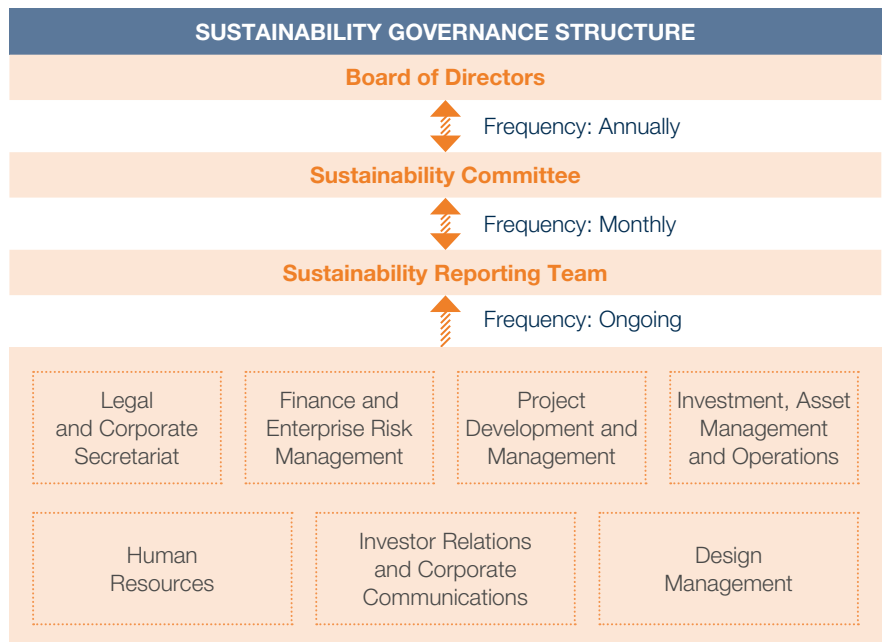 SUSTAINABILITY GOVERNANCE STRUCTURE
Board of Directors
Frequency: Annually
Sustainability Committee
Frequency: Monthly
Sustainability Reporting Team
Frequency: Ongoing
Legal
and Corporate
Secretariat
Finance and
Enterprise Risk
Management
Project
Development and
Management
Investment, Asset
Management
and Operations
Human
Resources
Investor Relations
and Corporate
Communications
Design
Management